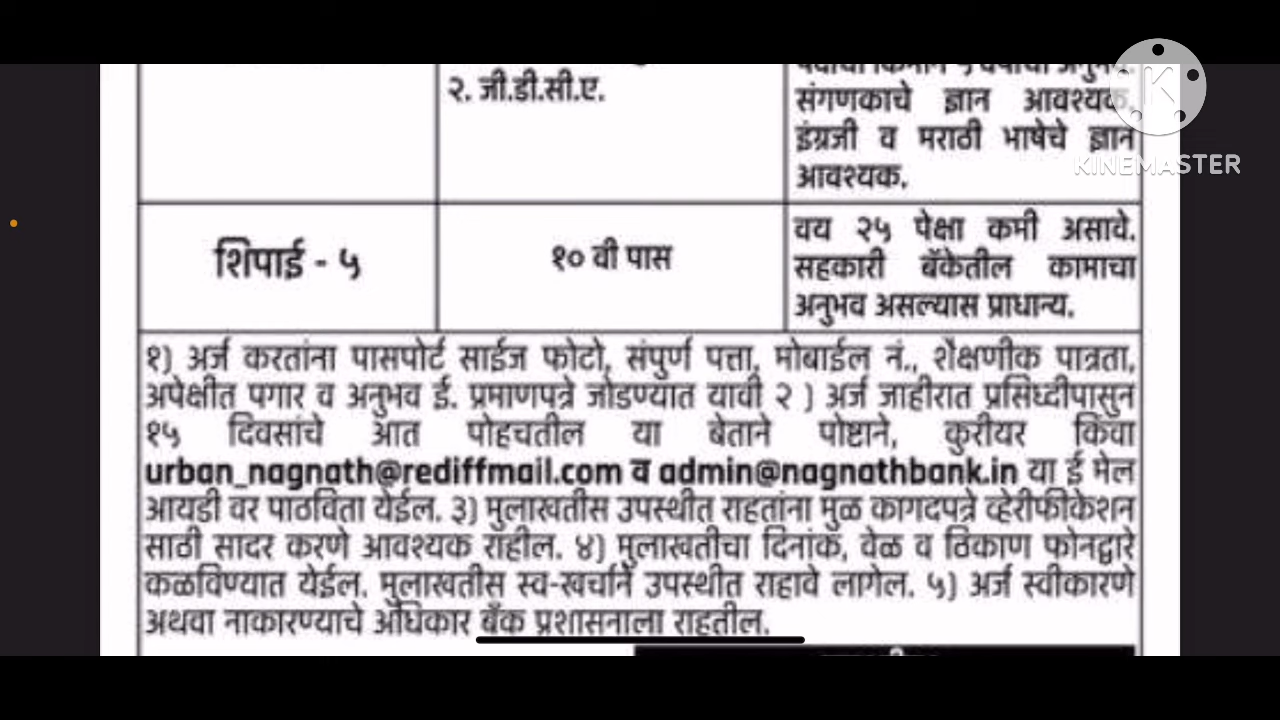 २. जी.डी.सी.ए.
संगणकाचे ज्ञान आवश्यक.
इंग्रजी व मराठी भाषेचे ज्ञान
आवश्यक.
KINEMASTER
शिपाई - ५
१० वी पास
वय २५ पेक्षा कमी असावे.
सहकारी बँकेतील कामाचा
अनुभव असल्यास प्राधान्य.
१) अर्ज करतांना पासपोर्ट साईज फोटो, संपुर्ण पत्ता, मोबाईल नं., शैक्षणीक पात्रता,
अपेक्षीत पगार व अनुभव ई. प्रमाणपत्रे जोडण्यात यावी २ ) अर्ज जाहीरात प्रसिध्दीपासुन
१५ दिवसांचे आत पोहचतील या बेताने पोष्टाने, कुरीयर किंवा
urban_nagnath@rediffmail.com व admin@nagnathbank.in या ई मेल
आयडी वर पाठविता येईल. ३) मुलाखतीस उपस्थीत राहतांना मुळ कागदपत्रे व्हेरीफीकेशन
साठी सादर करणे आवश्यक राहील. ४) मुलाखतीचा दिनांक, वेळ व ठिकाण फोनद्वारे
कळविण्यात येईल. मुलाखतीस स्व-खर्चाने उपस्थीत राहावे लागेल. ५) अर्ज स्वीकारणे
अथवा नाकारण्याचे अधिकार बँक प्रशासनाला राहतील.